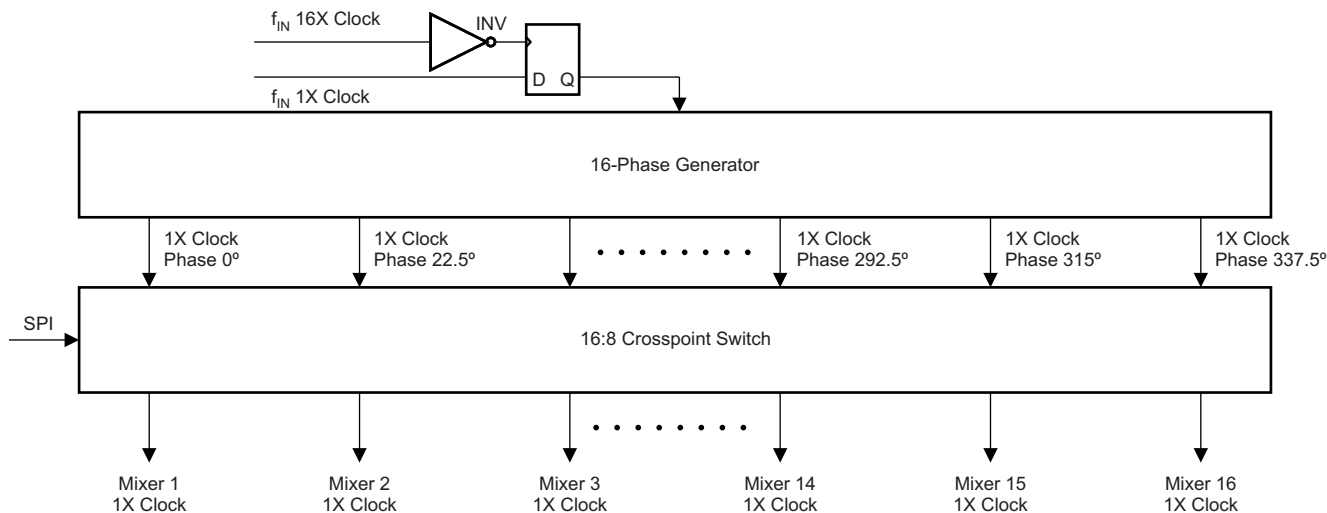 f_IN 16X Clock
INV
D Q
f_IN 1X Clock
16-Phase Generator
1X Clock
Phase 0º
1X Clock
Phase 22.5º
1X Clock
Phase 292.5º
1X Clock
Phase 315º
1X Clock
Phase 337.5º
SPI
16:8 Crosspoint Switch
Mixer 1
1X Clock
Mixer 2
1X Clock
Mixer 3
1X Clock
Mixer 14
1X Clock
Mixer 15
1X Clock
Mixer 16
1X Clock